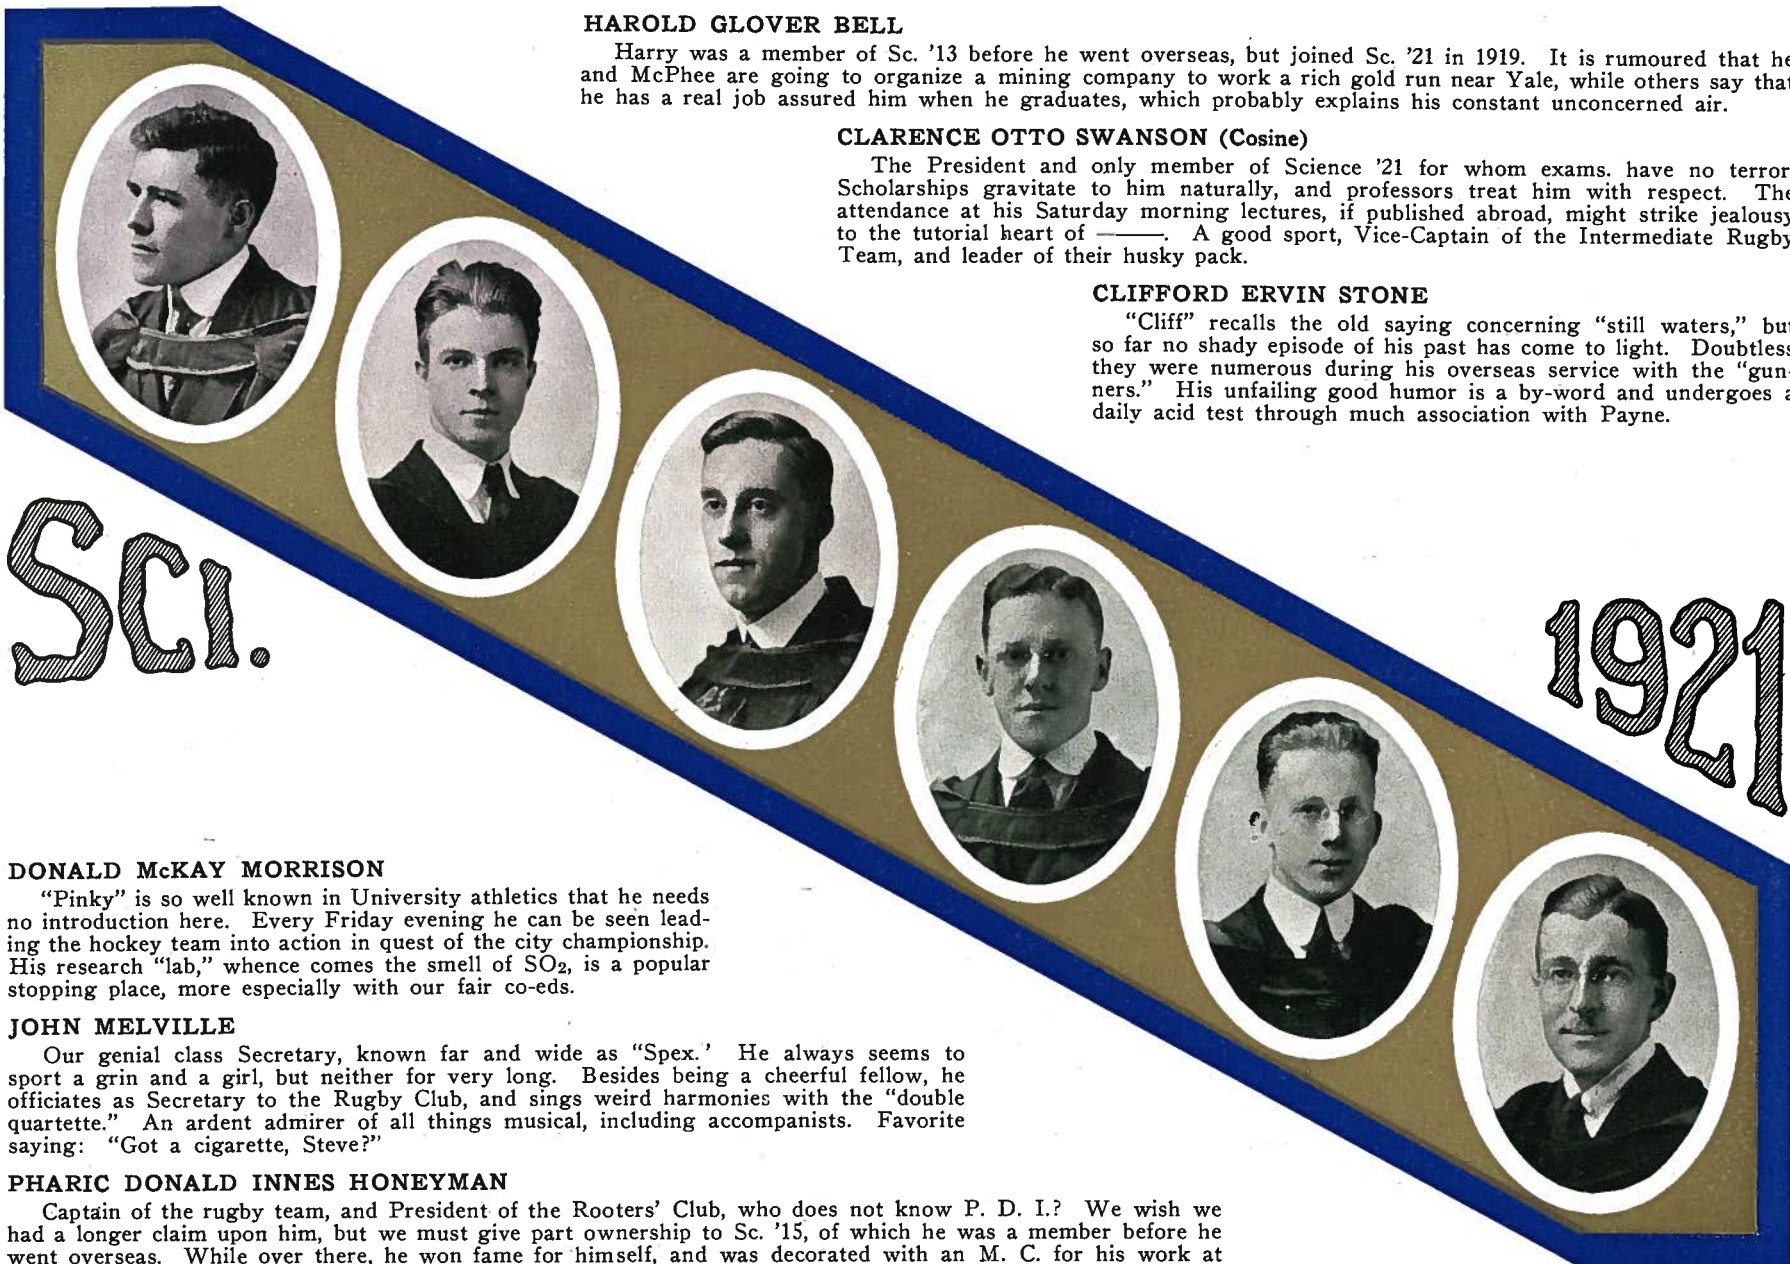 HAROLD GLOVER BELL
Harry was a member of Sc. '13 before he went overseas, but joined Sc. '21 in 1919. It is rumoured that he
and McPhee are going to organize a mining company to work a rich gold run near Yale, while others say that
he has a real job assured him when he graduates, which probably explains his constant unconcerned air.
CLARENCE OTTO SWANSON (Cosine)
The President and only member of Science '21 for whom exams. have no terror
Scholarships gravitate to him naturally, and professors treat him with respect. The
attendance at his Saturday morning lectures, if published abroad, might strike jealousy
to the tutorial heart of ———. A good sport, Vice-Captain of the Intermediate Rugby
Team, and leader of their husky pack.
CLIFFORD ERVIN STONE
"Cliff" recalls the old saying concerning "still waters," but
so far no shady episode of his past has come to light. Doubtless
they were numerous during his overseas service with the "gun-
ners." His unfailing good humor is a by-word and undergoes a
daily acid test through much association with Payne.
Sci.
1921
DONALD McKAY MORRISON
"Pinky" is so well known in University athletics that he needs
no introduction here. Every Friday evening he can be seen lead-
ing the hockey team into action in quest of the city championship.
His research "lab," whence comes the smell of SO2, is a popular
stopping place, more especially with our fair co-eds.
JOHN MELVILLE
Our genial class Secretary, known far and wide as "Spex.' He always seems to
sport a grin and a girl, but neither for very long. Besides being a cheerful fellow, he
officiates as Secretary to the Rugby Club, and sings weird harmonies with the "double
quartette." An ardent admirer of all things musical, including accompanists. Favorite
saying: "Got a cigarette, Steve?"
PHARIC DONALD INNES HONEYMAN
Captain of the rugby team, and President of the Rooters' Club, who does not know P. D. I.? We wish we
had a longer claim upon him, but we must give part ownership to Sc. '15, of which he was a member before he
went overseas. While over there, he won fame for himself, and was decorated with an M. C. for his work at